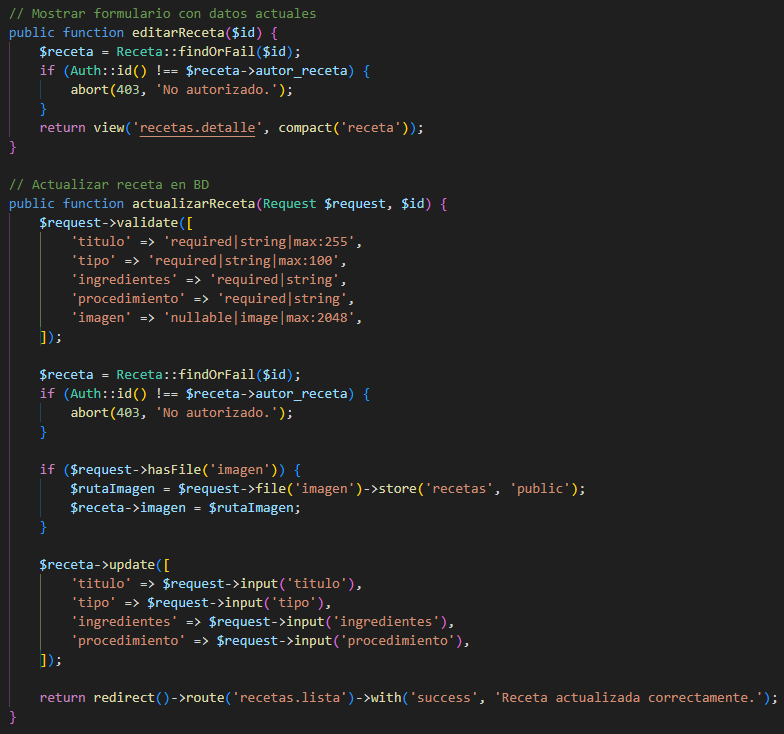 // Mostrar formulario con datos actuales
public function editarReceta($id) {
    $receta = Receta::findOrFail($id);
    if (Auth::id() !== $receta->autor_receta) {
        abort(403, 'No autorizado.');
    }
    return view('recetas.detalle', compact('receta'));
}

// Actualizar receta en BD
public function actualizarReceta(Request $request, $id) {
    $request->validate([
        'titulo' => 'required|string|max:255',
        'tipo' => 'required|string|max:100',
        'ingredientes' => 'required|string',
        'procedimiento' => 'required|string',
        'imagen' => 'nullable|image|max:2048',
    ]);

    $receta = Receta::findOrFail($id);
    if (Auth::id() !== $receta->autor_receta) {
        abort(403, 'No autorizado.');
    }

    if ($request->hasFile('imagen')) {
        $rutaImagen = $request->file('imagen')->store('recetas', 'public');
        $receta->imagen = $rutaImagen;
    }

    $receta->update([
        'titulo' => $request->input('titulo'),
        'tipo' => $request->input('tipo'),
        'ingredientes' => $request->input('ingredientes'),
        'procedimiento' => $request->input('procedimiento'),
    ]);

    return redirect()->route('recetas.lista')->with('success', 'Receta actualizada correctamente.');
}